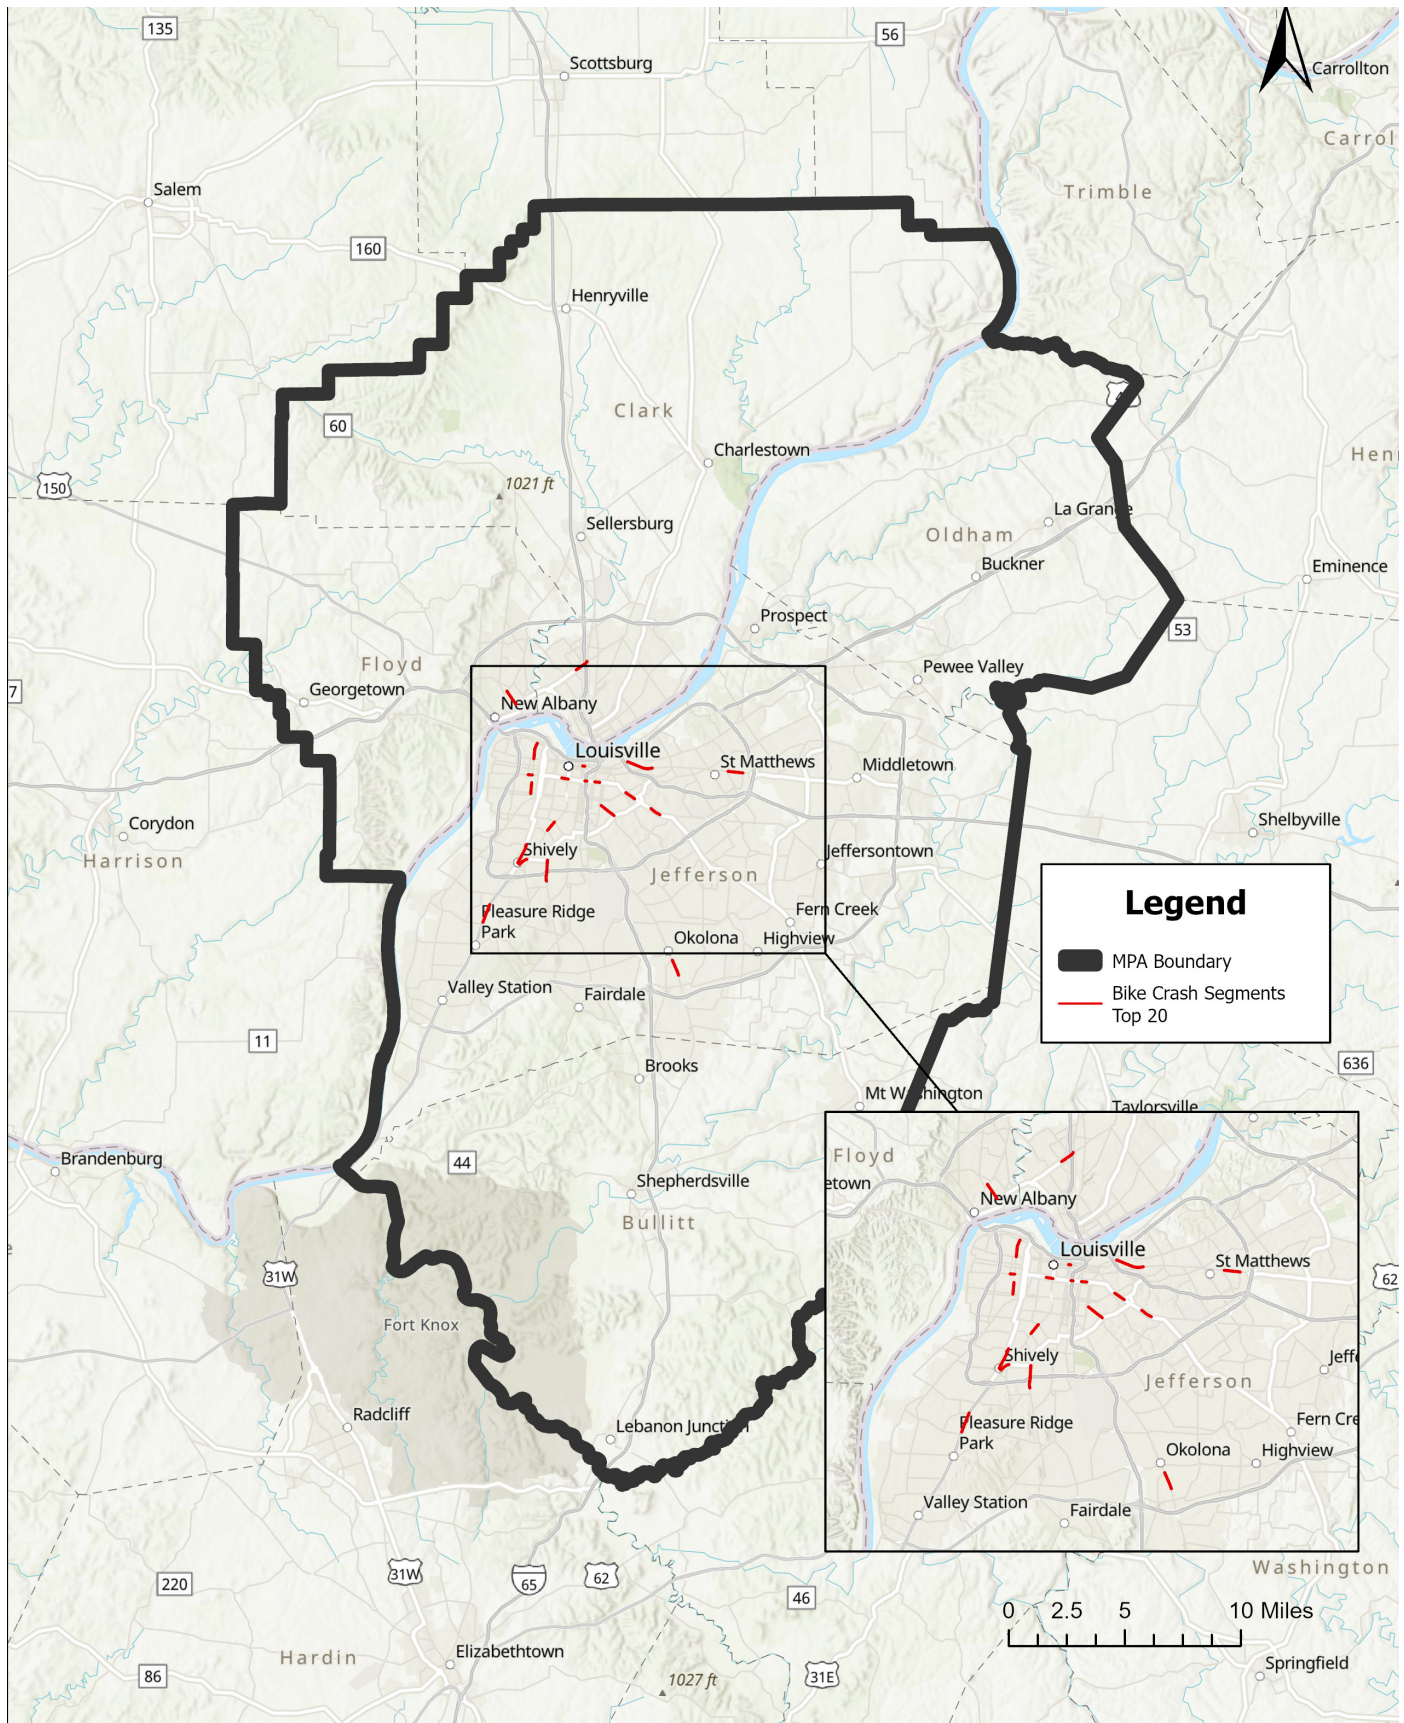 135
56
Scottsburg
Carrollton
Carrol
Trimble
Salem
160
Henryville
Clark
60
Charlestown
Henr
150
1021 ft
La Grange
Sellersburg
Oldham
Buckner
Eminence
Prospect
53
Floyd
Pewee Valley
7
Georgetown
New Albany
Louisville
St Matthews
Middletown
Corydon
Shelbyville
Harrison
Shively
Jeffersontown
Jefferson
Legend
Pleasure Ridge
Park
Fern Creek
Okolona
Highview
MPA Boundary
Valley Station
Fairdale
Bike Crash Segments
Top 20
11
Brooks
636
Mt Washington
Taylorsville
Brandenburg
44
Floyd
etown
Shepherdsville
New Albany
Bullitt
Louisville
St Matthews
31W
62
Fort Knox
Shively
Jeffe
Jefferson
Radcliff
Lebanon Junction
Pleasure Ridge
Park
Fern Cre
Okolona
Highview
Valley Station
Fairdale
31W
65
62
220
46
Washington
0 2.5 5 10 Miles
Hardin
Elizabethtown
86
1027 ft
31E
Springfield